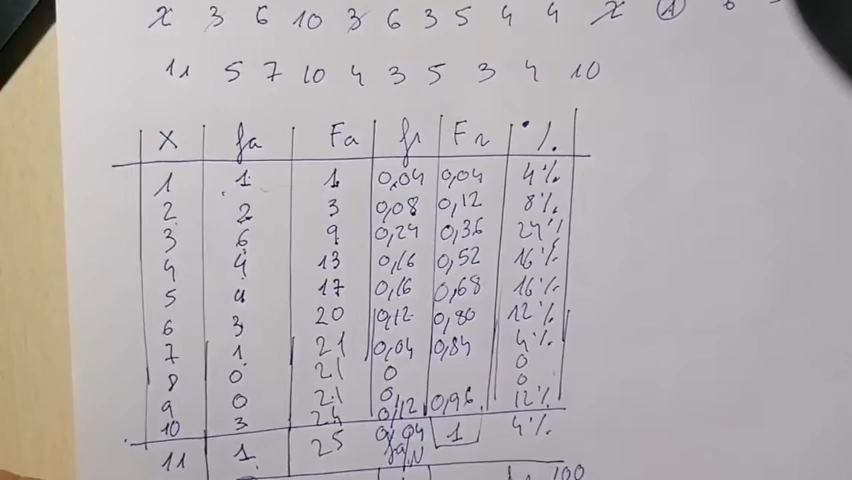 2 3 6 10 3 6 3 5 4 4 2 1
11 5 7 10 4 3 5 3 4 10
X fa Fa fr Fr %
1 1 1 0,04 0,04 4%
2 2 3 0,08 0,12 8%
3 6 9 0,24 0,36 24%
4 4 13 0,16 0,52 16%
5 4 17 0,16 0,68 16%
6 3 20 0,12 0,80 12%
7 1 21 0,04 0,84 4%
8 0 21 0 0
9 0 21 0 0
10 3 24 0,12 0,96 12%
11 1 25 0,04 1 4%
fa/N
100